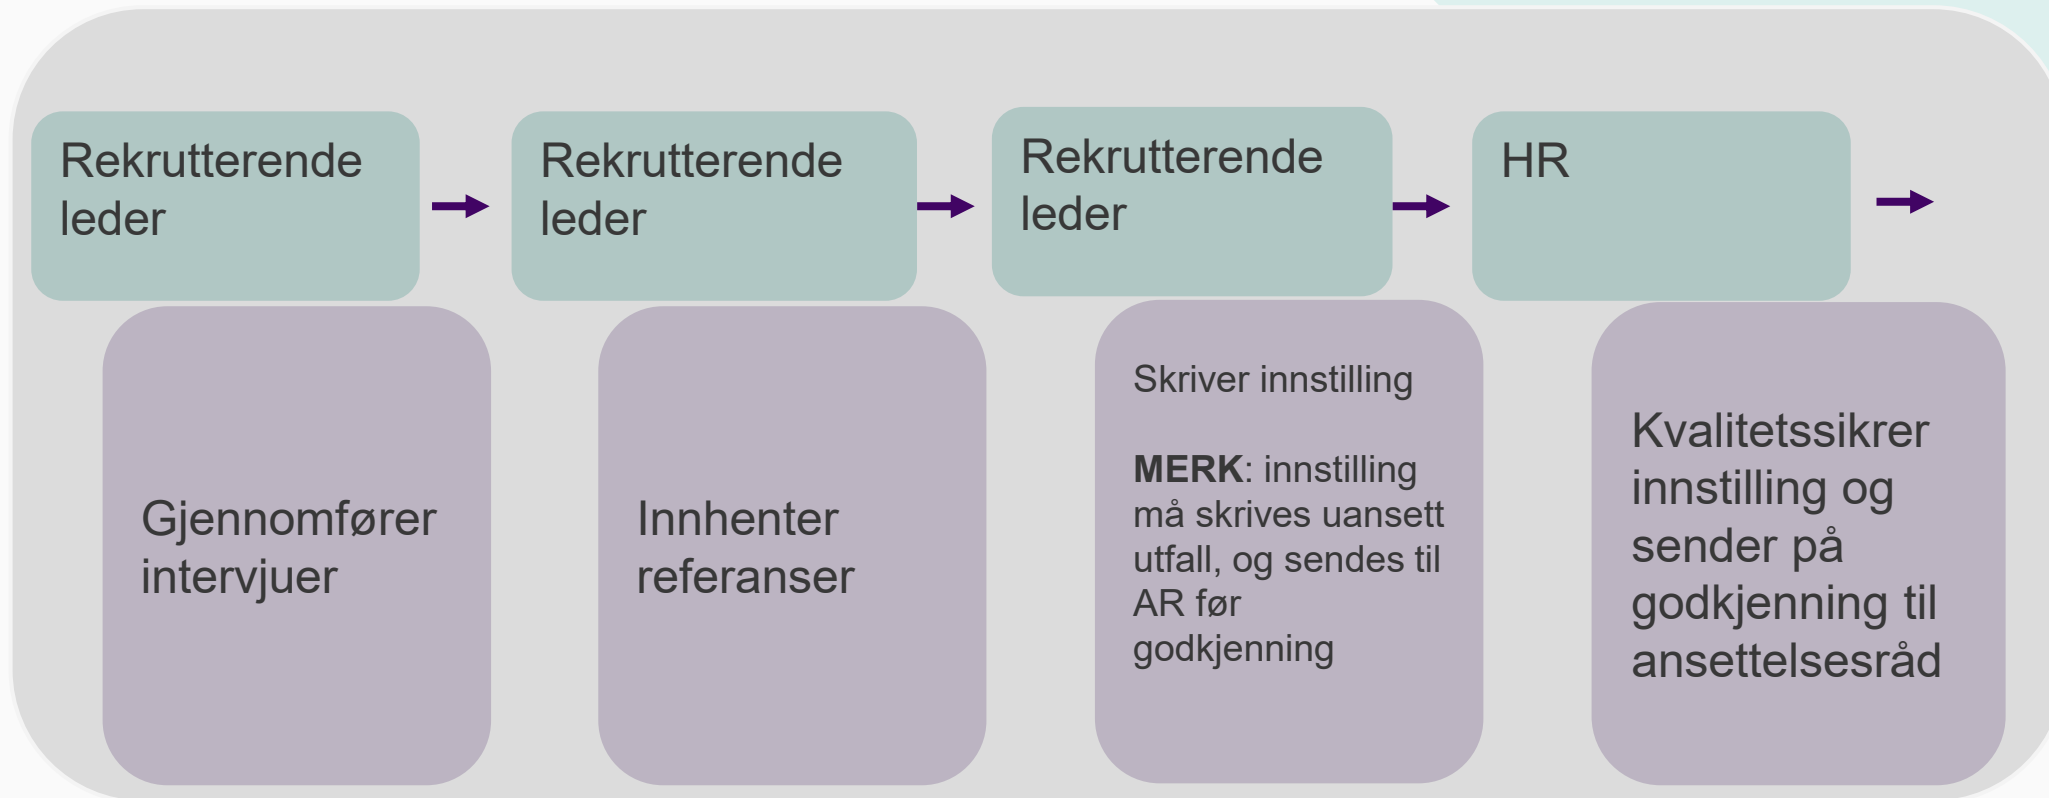 Rekrutterende
leder
Rekrutterende
leder
Rekrutterende
leder
HR
Gjennomfører
intervjuer
Innhenter
referanser
Skriver innstilling
MERK: innstilling
må skrives uansett
utfall, og sendes til
AR før
godkjenning
Kvalitetssikrer
innstilling og
sender på
godkjenning til
ansettelsesråd